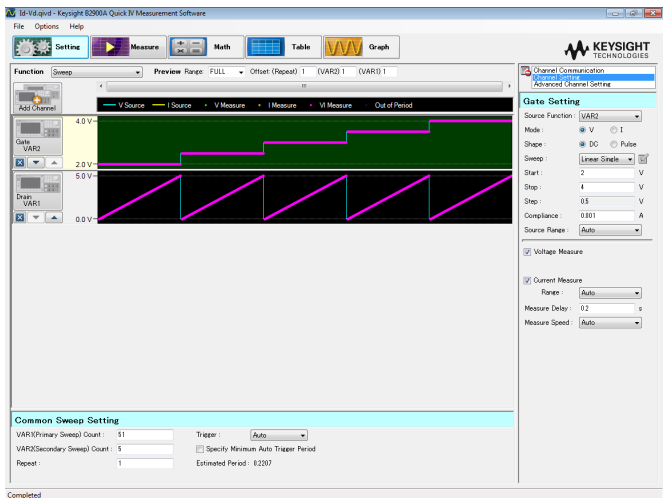 Id-Vd.qivd - Keysight B2900A Quick IV Measurement Software
File Options Help
Setting Measure Math Table Graph
KEYSIGHT
TECHNOLOGIES
Function Sweep Preview Range: FULL Offset: (Repeat) 1 (VAR2) 1 (VAR1) 1
Add Channel
V Source I Source V Measure I Measure VI Measure Out of Period
4.0 V
Gate
VAR2
2.0 V
5.0 V
Drain
VAR1
0.0 V
Channel Communication
Channel Setting
Advanced Channel Setting
Gate Setting
Source Function : VAR2
Mode : V I
Shape : DC Pulse
Sweep : Linear Single
Start : 2 V
Stop : 4 V
Step : 0.5 V
Compliance : 0.001 A
Source Range : Auto
Voltage Measure
Current Measure
Range : Auto
Measure Delay : 0.2 s
Measure Speed : Auto
Common Sweep Setting
VAR1(Primary Sweep) Count : 51 Trigger : Auto
VAR2(Secondary Sweep) Count : 5 Specify Minimum Auto Trigger Period
Repeat : 1 Estimated Period : 0.2207
Completed